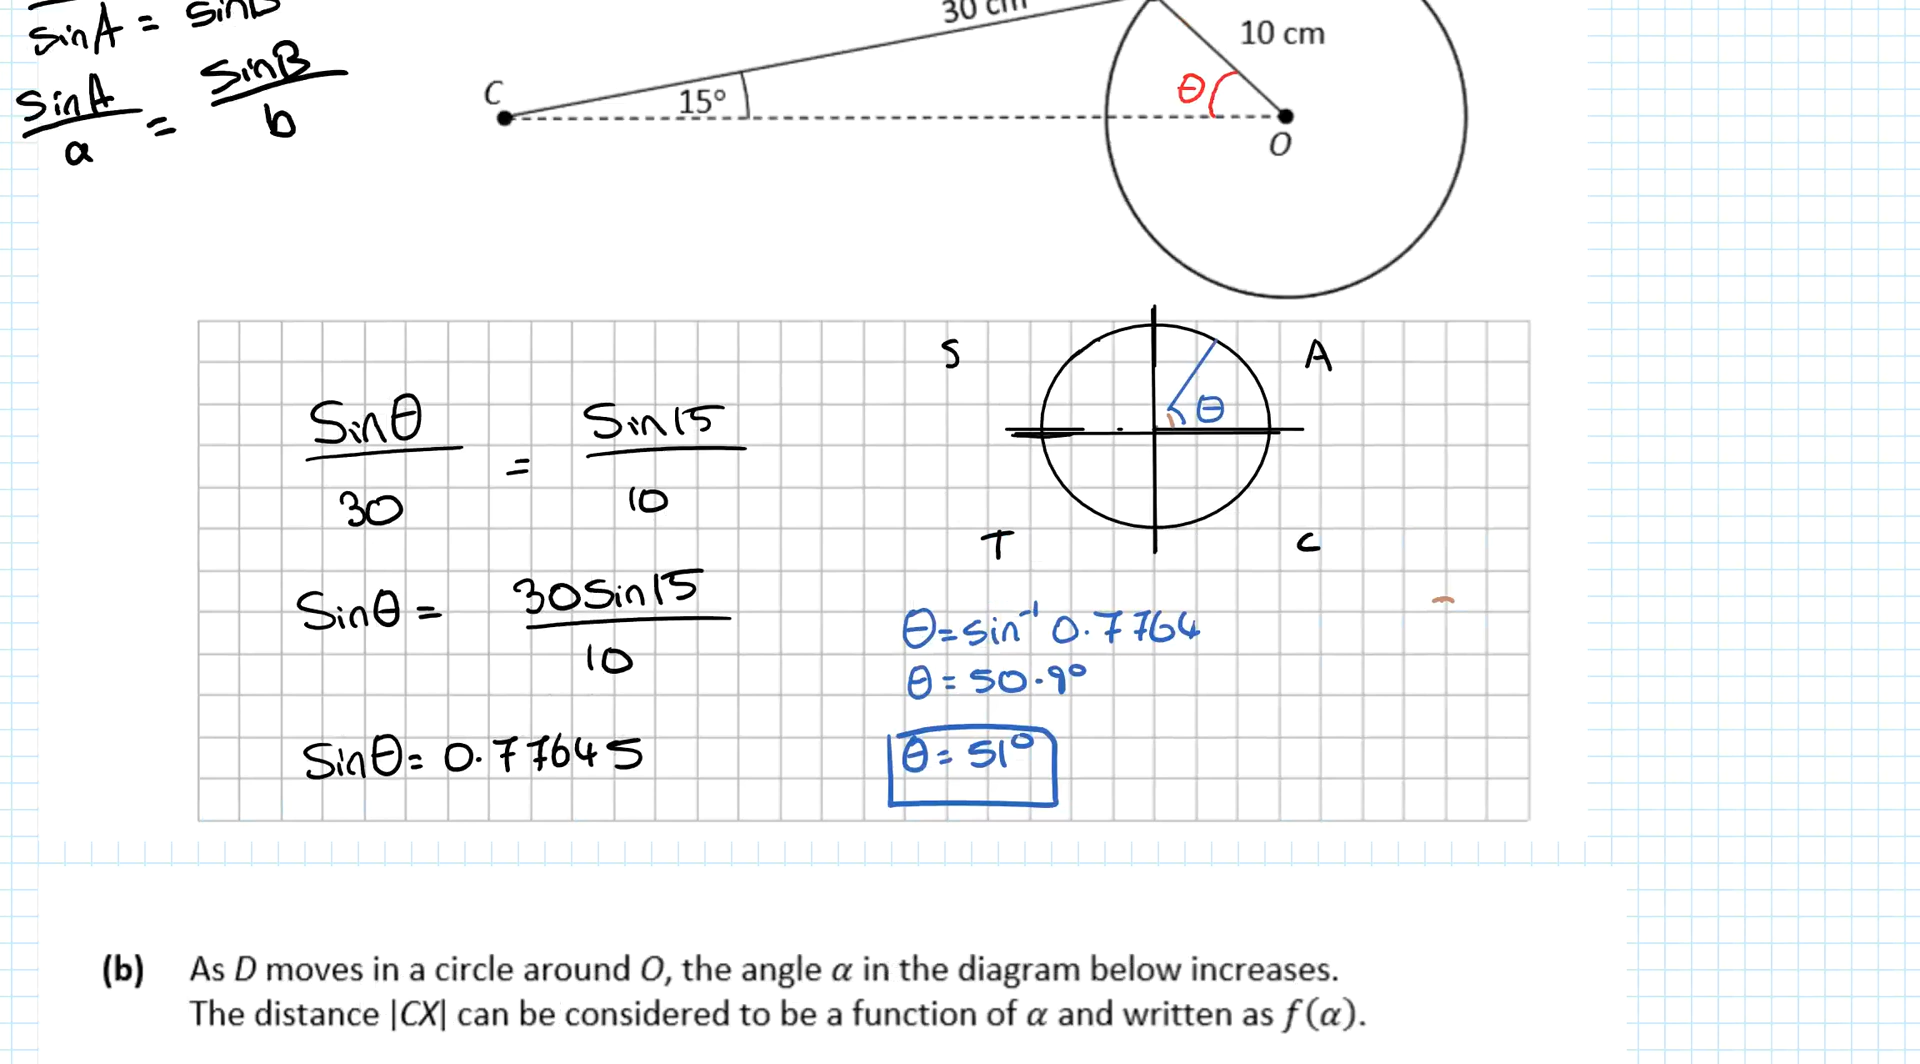 sinA = sinB
sinA/a = sinB/b
30 cm
10 cm
C
15°
θ
O
S
A
Sinθ/30 = Sin15/10
θ
T
C
Sinθ = 30Sin15/10
θ=sin⁻¹ 0.7764
θ = 50.9°
Sinθ= 0.77645
θ = 51°
(b) As D moves in a circle around O, the angle α in the diagram below increases.
The distance |CX| can be considered to be a function of α and written as f(α).